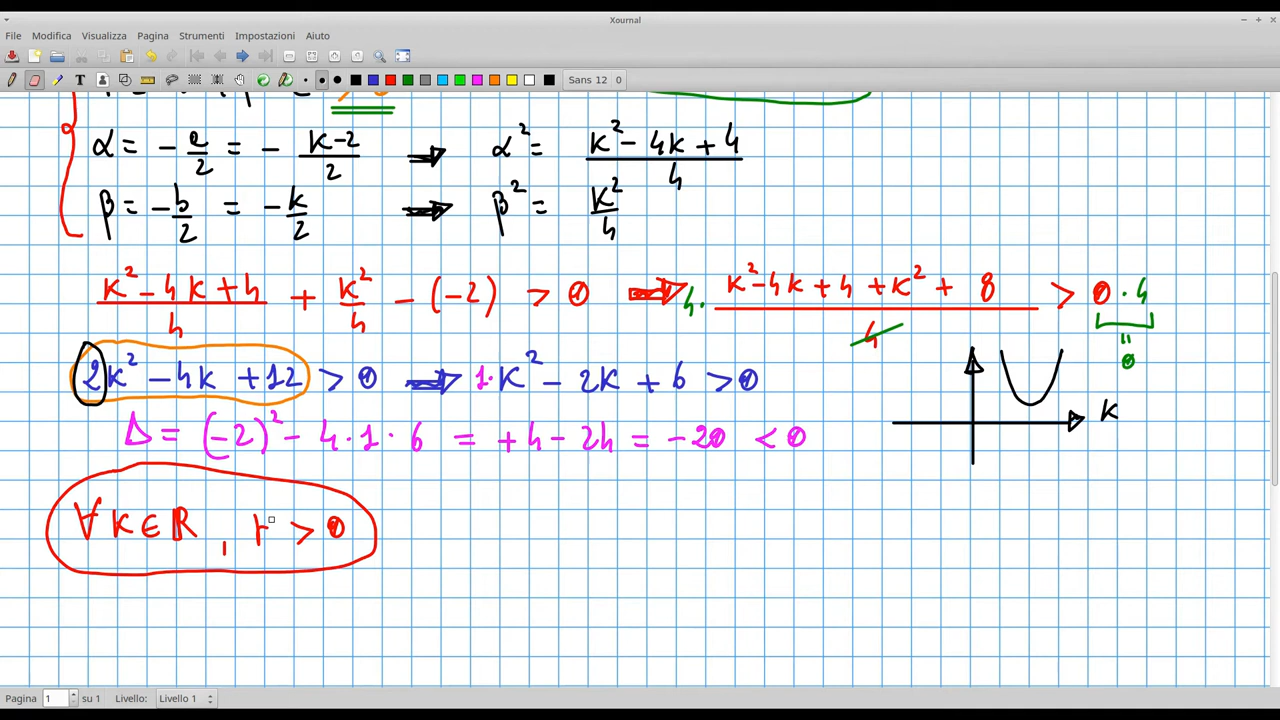 Xournal
File Modifica Visualizza Pagina Strumenti Impostazioni Aiuto
Sans 12
α = - a/2 = - (k-2)/2 ⇒ α² = (k² - 4k + 4)/4
β = - b/2 = - k/2 ⇒ β² = k²/4
(k² - 4k + 4)/4 + k²/4 - (-2) > 0 ⇒ 4· (k² - 4k + 4 + k² + 8)/4 > 0 · 4
= 0
2k² - 4k + 12 > 0 ⇒ 1·k² - 2k + 6 > 0
k
Δ = (-2)² - 4·1·6 = +4 - 24 = -20 < 0
∀ k ∈ R, r > 0
Pagina 1 su 1 Livello: Livello 1